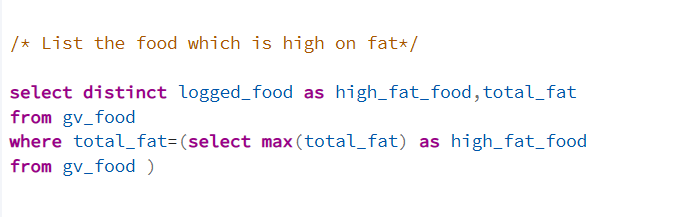 /* List the food which is high on fat*/
select distinct logged_food as high_fat_food,total_fat
from gv_food
where total_fat=(select max(total_fat) as high_fat_food
from gv_food )